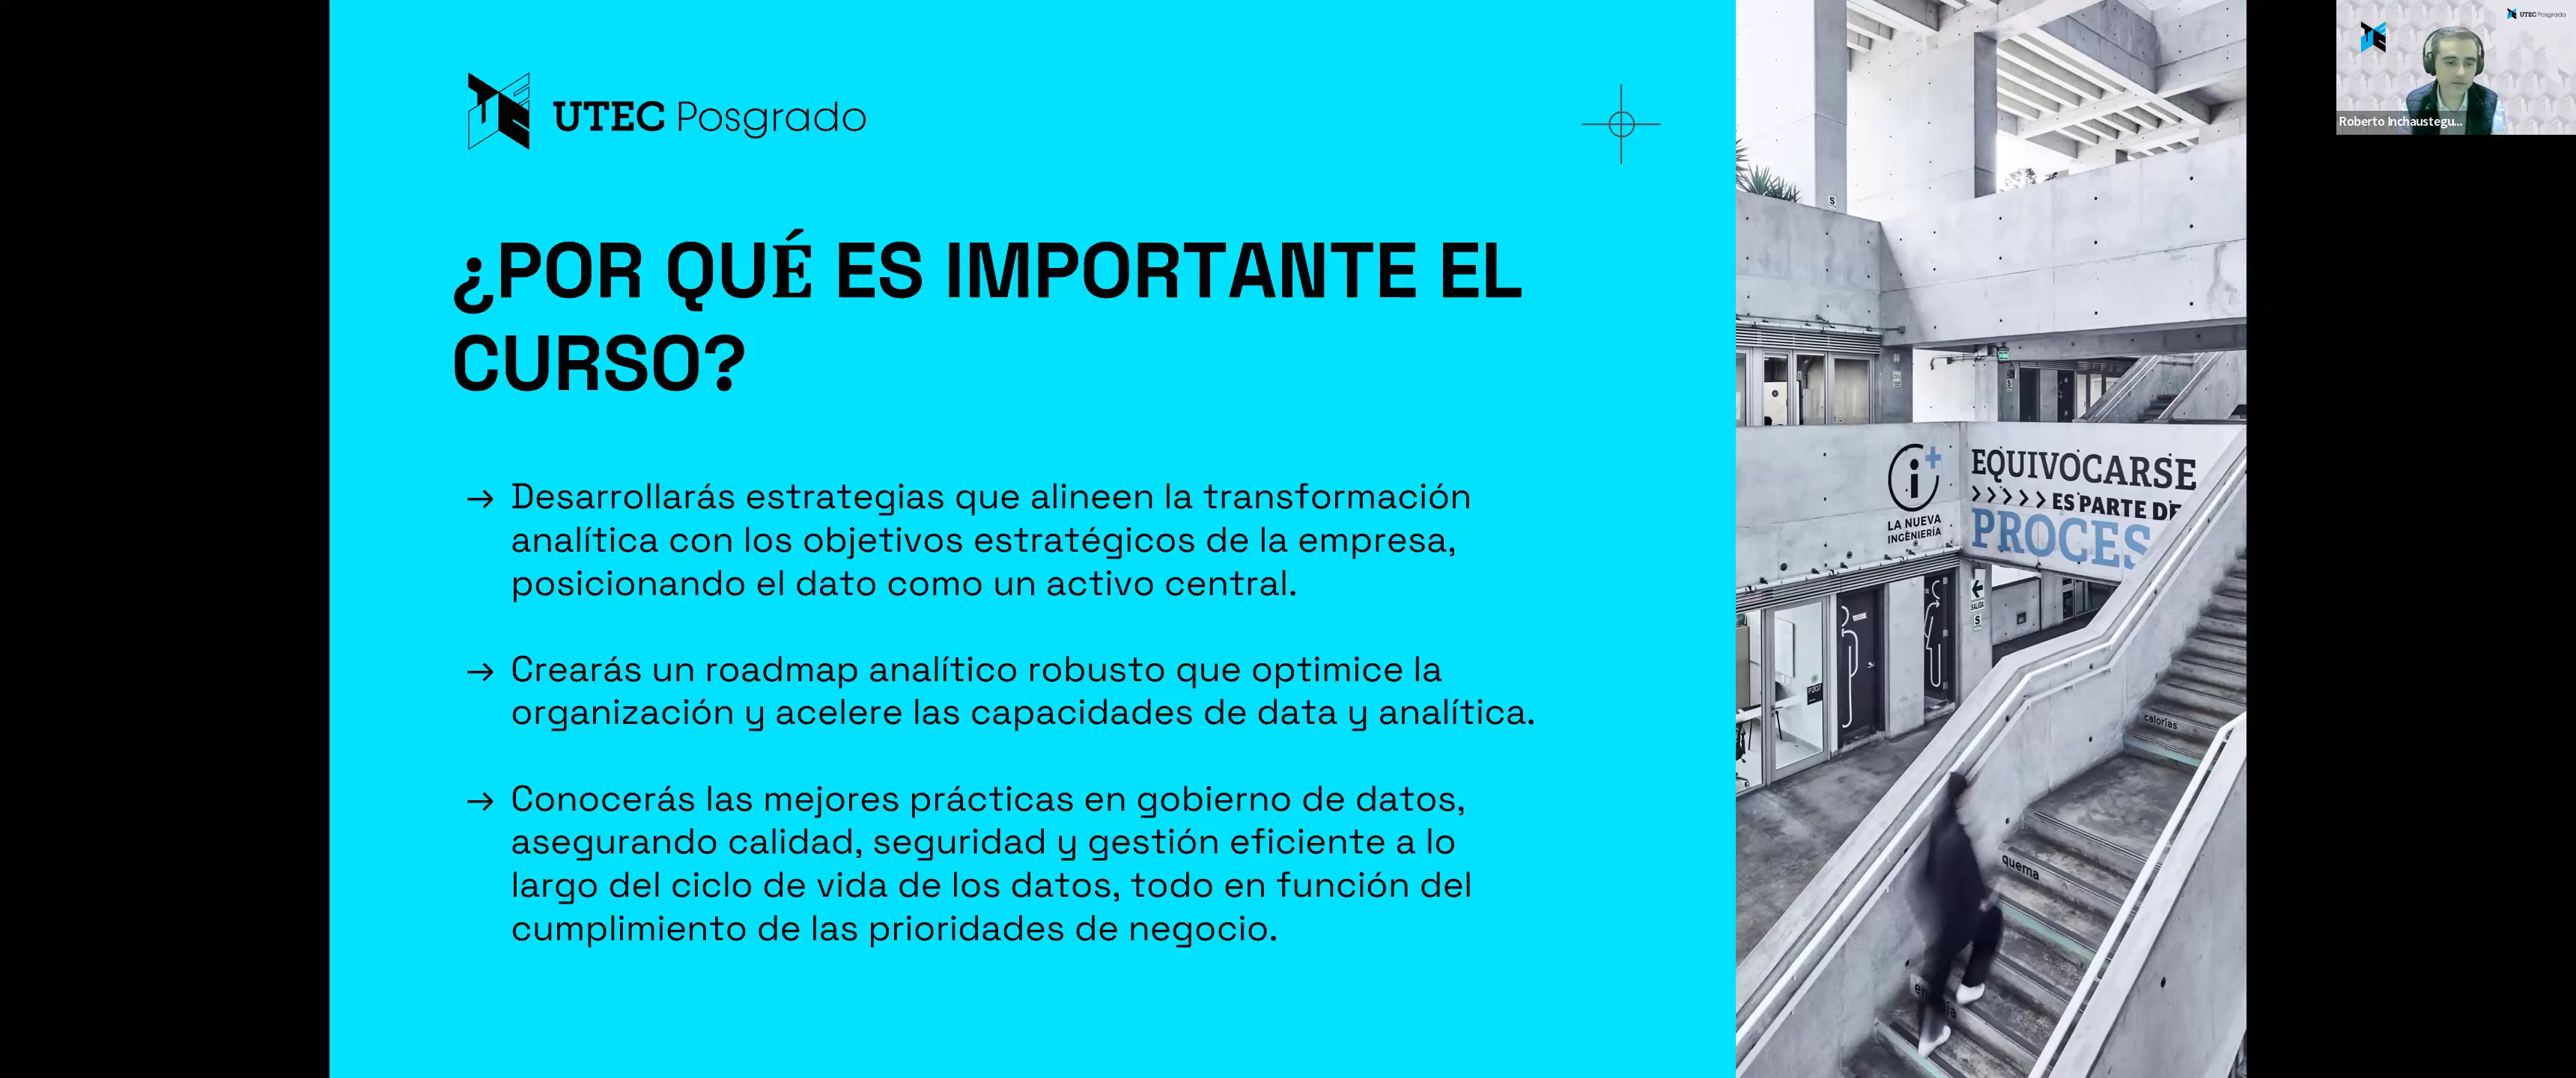 UTEC Posgrado
¿POR QUÉ ES IMPORTANTE EL
CURSO?
→ Desarrollarás estrategias que alineen la transformación
analítica con los objetivos estratégicos de la empresa,
posicionando el dato como un activo central.
→ Crearás un roadmap analítico robusto que optimice la
organización y acelere las capacidades de data y analítica.
→ Conocerás las mejores prácticas en gobierno de datos,
asegurando calidad, seguridad y gestión eficiente a lo
largo del ciclo de vida de los datos, todo en función del
cumplimiento de las prioridades de negocio.
S
i+
LA NUEVA
INGENIERÍA
EQUIVOCARSE
>>>>> ES PARTE DE
PROCES
SALIDA
S
P207
calorías
quema
UTEC Posgrado
Roberto Inchaustegu...